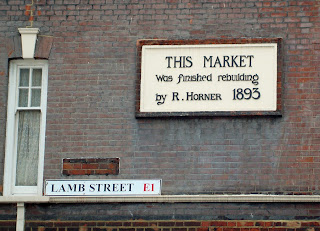 THIS MARKET
Was finished rebuilding
by R. HORNER 1893
LAMB STREET E1